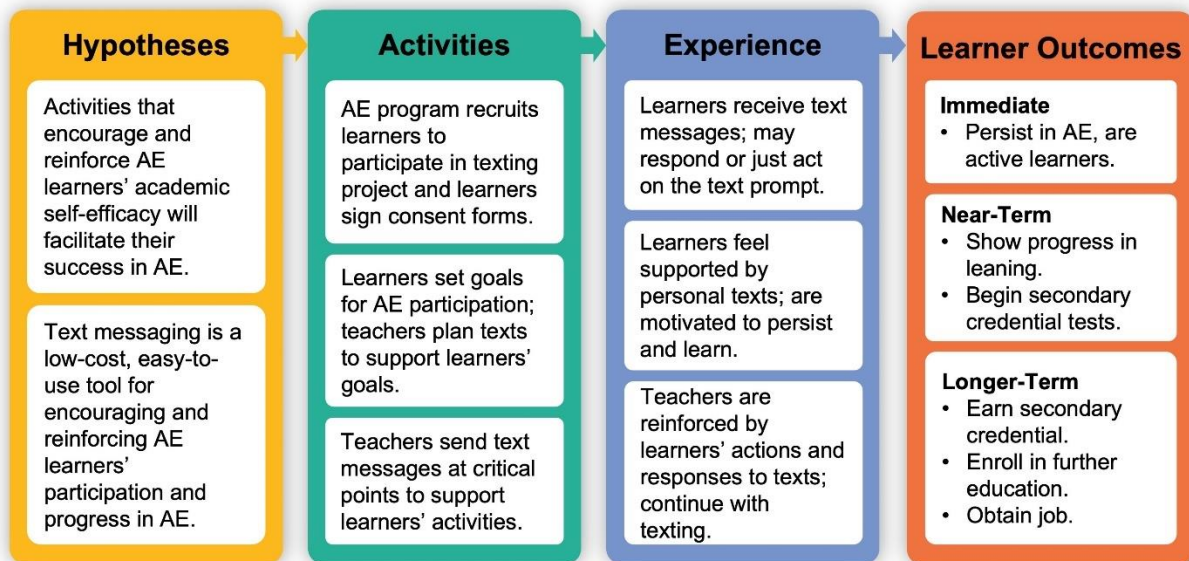 Hypotheses
Activities that
encourage and
reinforce AE
learners’ academic
self-efficacy will
facilitate their
success in AE.
Text messaging is a
low-cost, easy-to-
use tool for
encouraging and
reinforcing AE
learners’
participation and
progress in AE.
Activities
AE program recruits
learners to
participate in texting
project and learners
sign consent forms.
Learners set goals
for AE participation;
teachers plan texts
to support learners’
goals.
Teachers send text
messages at critical
points to support
learners’ activities.
Experience
Learners receive text
messages; may
respond or just act
on the text prompt.
Learners feel
supported by
personal texts; are
motivated to persist
and learn.
Teachers are
reinforced by
learners’ actions and
responses to texts;
continue with
texting.
Learner Outcomes
Immediate
• Persist in AE, are
active learners.
Near-Term
• Show progress in
leaning.
• Begin secondary
credential tests.
Longer-Term
• Earn secondary
credential.
• Enroll in further
education.
• Obtain job.